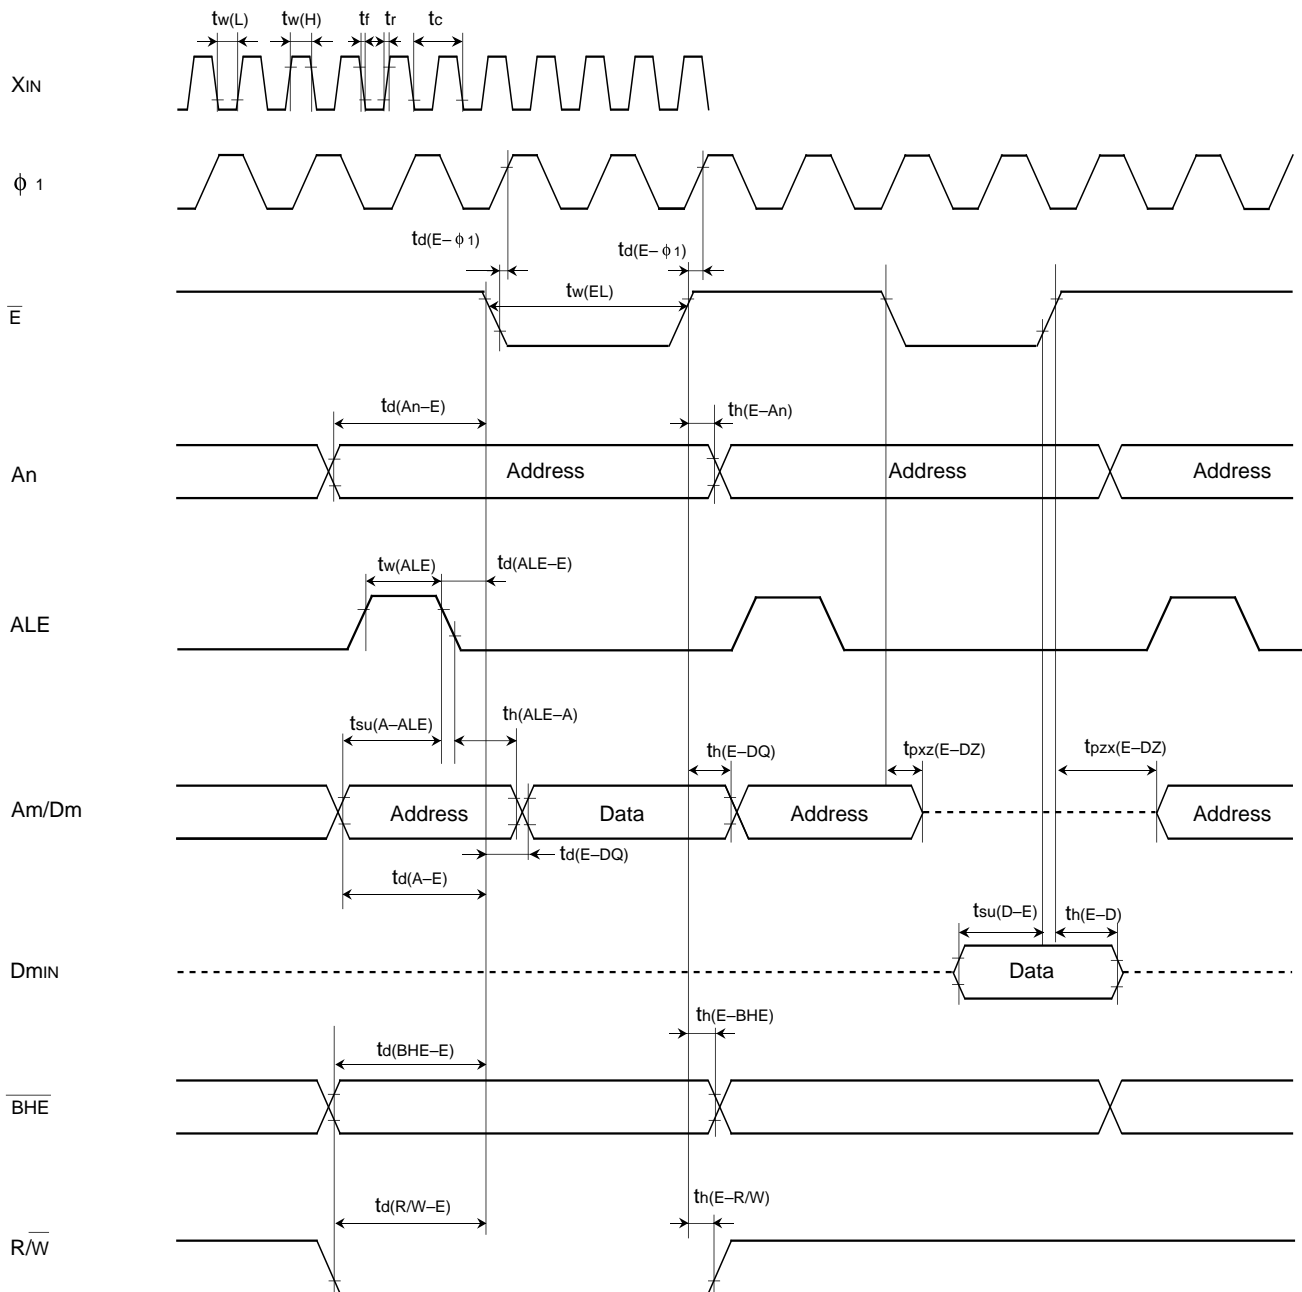 tw(L) tw(H) tf tr tc
XIN
ϕ 1
td(E–ϕ 1) td(E–ϕ 1)
tw(EL)
E
td(An–E) th(E–An)
An Address Address Address
tw(ALE) td(ALE–E)
ALE
tsu(A–ALE) th(ALE–A) th(E–DQ) tpxz(E–DZ) tpzx(E–DZ)
Am/Dm Address Data Address Address
td(E–DQ)
td(A–E)
tsu(D–E) th(E–D)
DmIN Data
th(E–BHE)
td(BHE–E)
BHE
td(R/W–E) th(E–R/W)
R/W